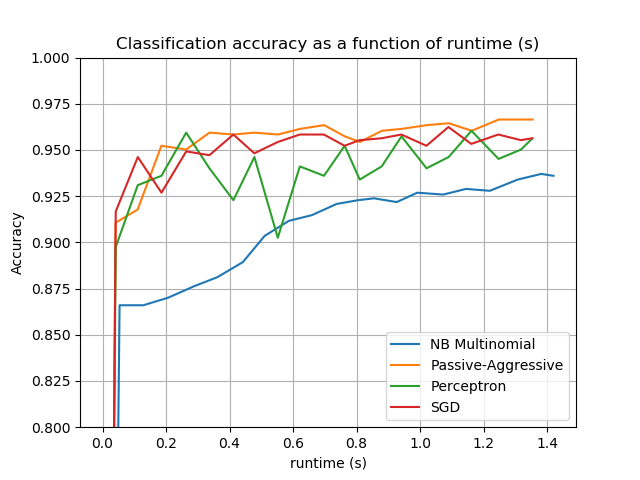 Classification accuracy as a function of runtime (s)
1.000
0.975
0.950
0.925
0.900
0.875
0.850
0.825
0.800
Accuracy
NB Multinomial
Passive-Aggressive
Perceptron
SGD
0.0 0.2 0.4 0.6 0.8 1.0 1.2 1.4
runtime (s)